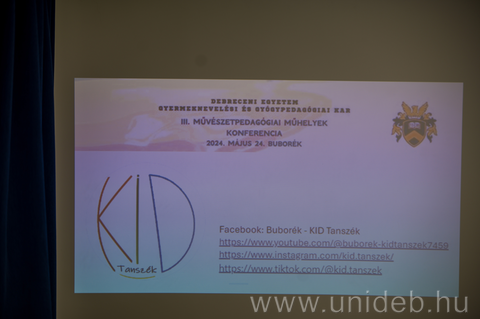 DEBRECENI EGYETEM
GYERMEKNEVELÉSI ÉS GYÓGYPEDAGÓGIAI KAR
III. MŰVÉSZETPEDAGÓGIAI MŰHELYEK
KONFERENCIA
2024. MÁJUS 24. BUBORÉK
KID
Tanszék
Facebook: Buborék - KID Tanszék
https://www.youtube.com/@buborek-kidtanszek7459
https://www.instagram.com/kid.tanszek/
https://www.tiktok.com/@kid.tanszek
www.unideb.hu